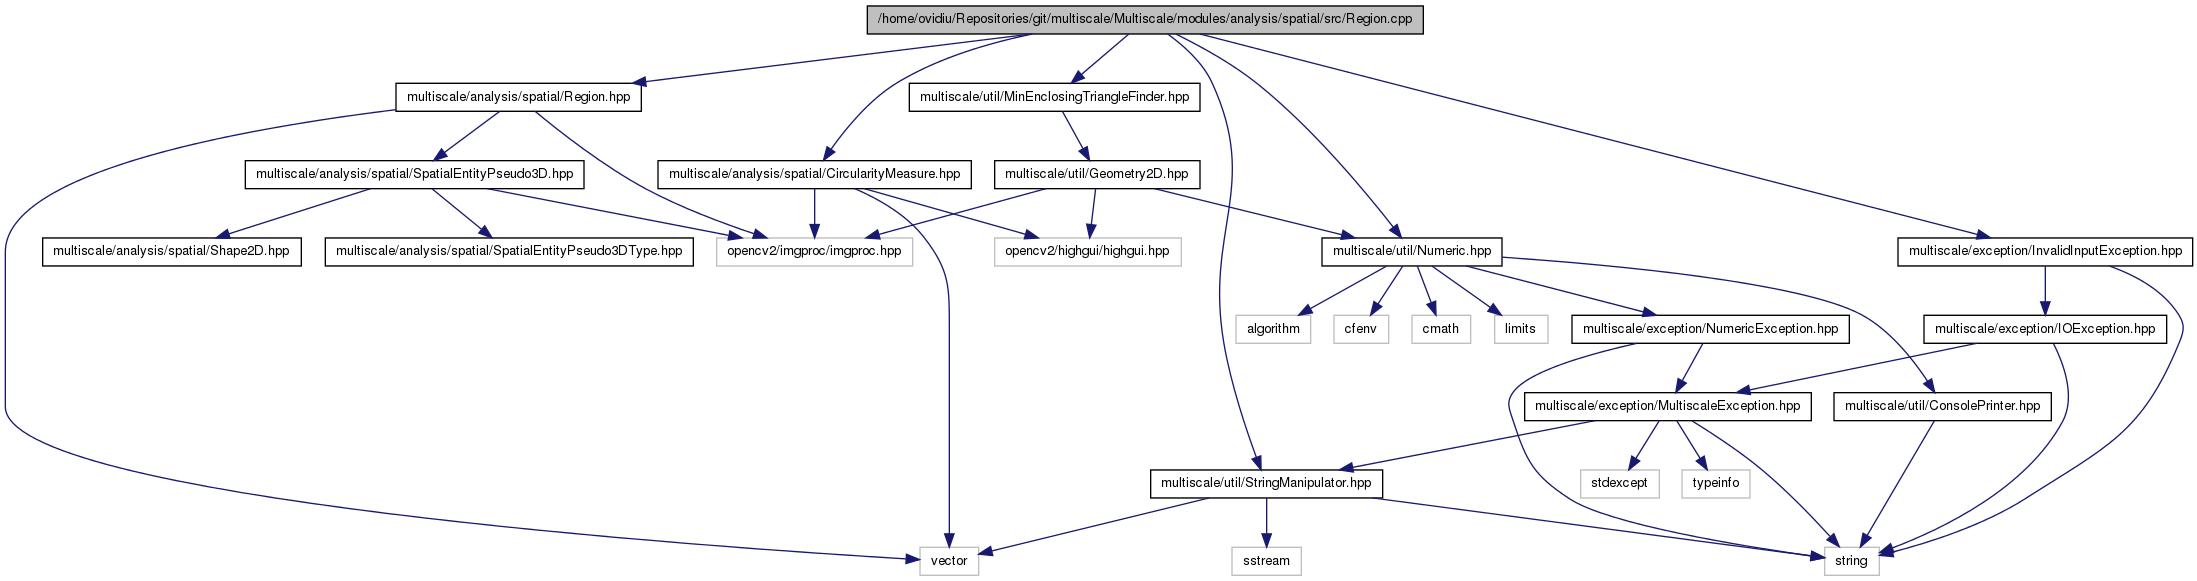 /home/ovidiu/Repositories/git/multiscale/Multiscale/modules/analysis/spatial/src/Region.cpp
multiscale/analysis/spatial/Region.hpp
multiscale/util/MinEnclosingTriangleFinder.hpp
multiscale/analysis/spatial/SpatialEntityPseudo3D.hpp
multiscale/analysis/spatial/CircularityMeasure.hpp
multiscale/util/Geometry2D.hpp
multiscale/analysis/spatial/Shape2D.hpp
multiscale/analysis/spatial/SpatialEntityPseudo3DType.hpp
opencv2/imgproc/imgproc.hpp
opencv2/highgui/highgui.hpp
multiscale/util/Numeric.hpp
multiscale/exception/InvalidInputException.hpp
algorithm
cfenv
cmath
limits
multiscale/exception/NumericException.hpp
multiscale/exception/IOException.hpp
multiscale/exception/MultiscaleException.hpp
multiscale/util/ConsolePrinter.hpp
multiscale/util/StringManipulator.hpp
stdexcept
typeinfo
vector
sstream
string